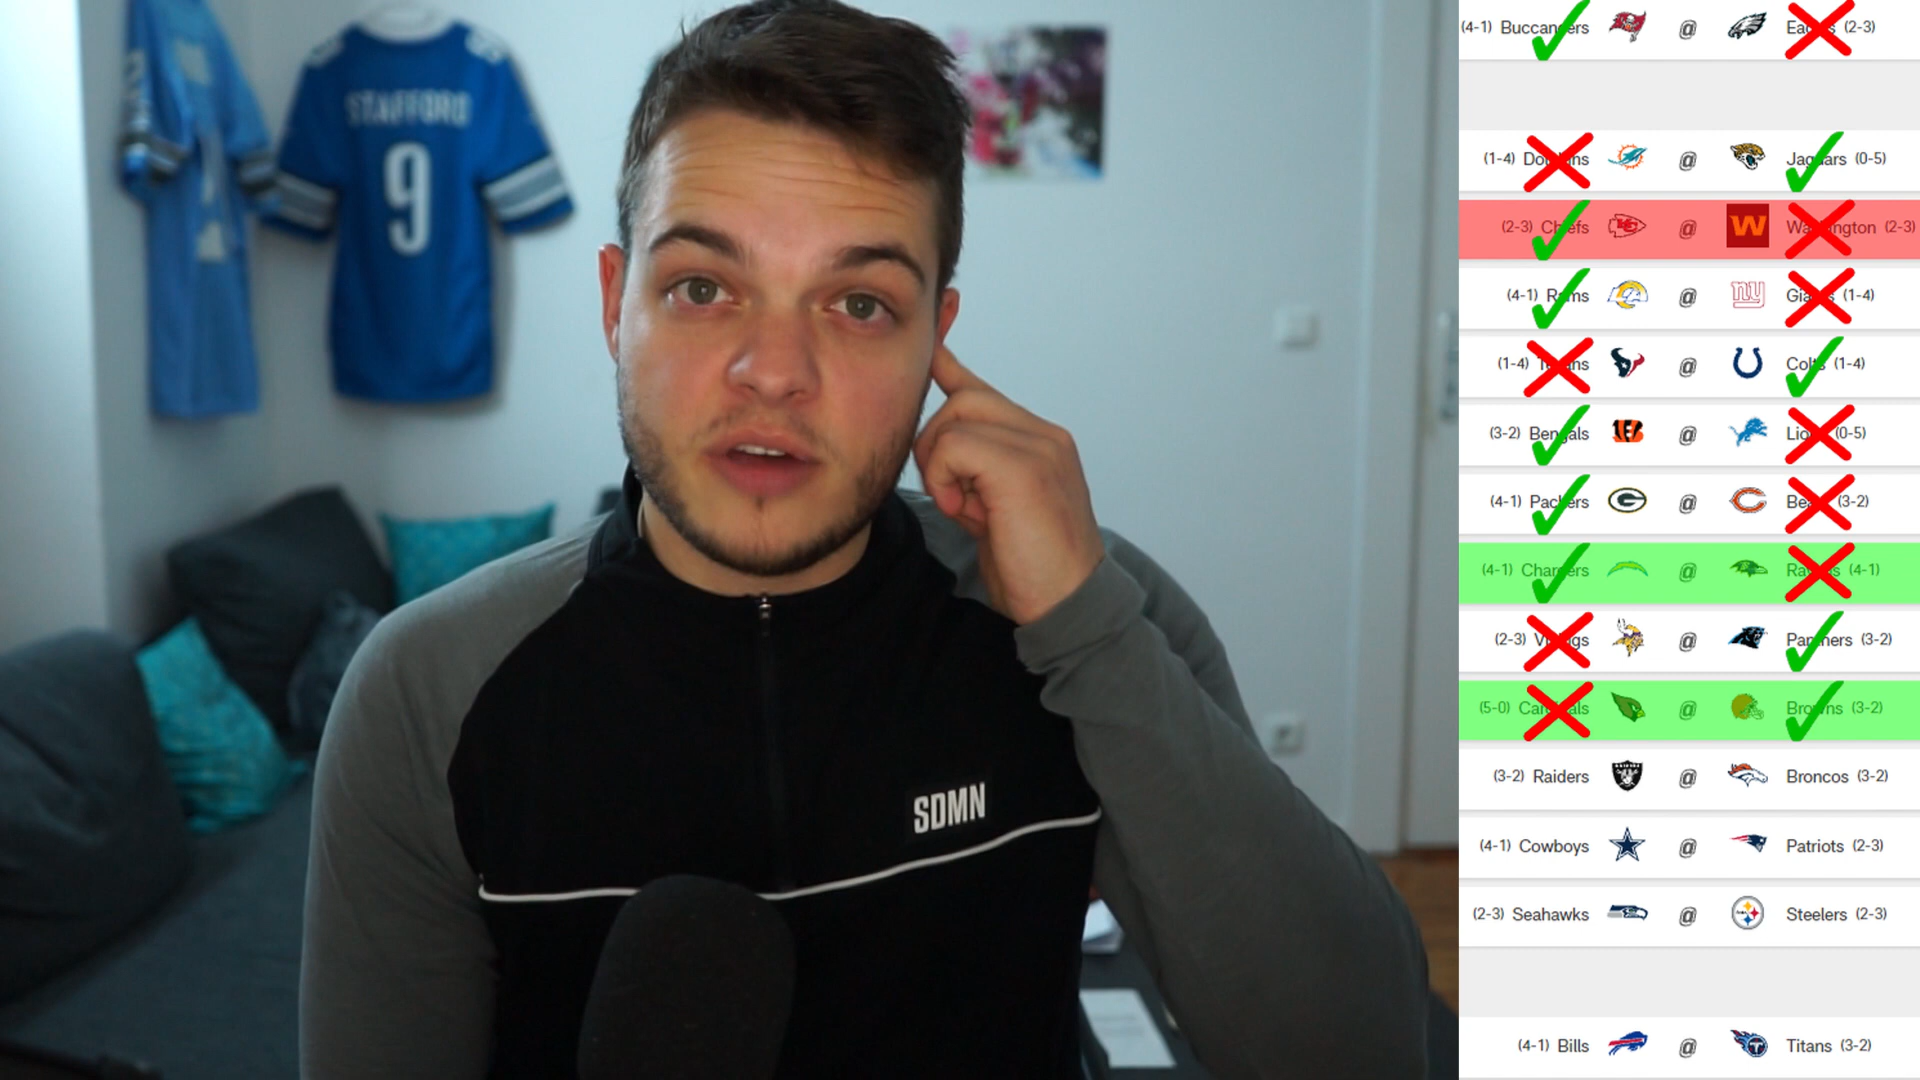 STAFFORD
9
SDMN
(4-1) Buccaneers @ Eagles (2-3)
(1-4) Dolphins @ Jaguars (0-5)
(2-3) Chiefs @ W Washington (2-3)
(4-1) Rams @ ny Giants (1-4)
(1-4) Texans @ Colts (1-4)
(3-2) Bengals @ Lions (0-5)
(4-1) Packers G @ C Bears (3-2)
(4-1) Chargers @ Ravens (4-1)
(2-3) Vikings @ Panthers (3-2)
(5-0) Cardinals @ Browns (3-2)
(3-2) Raiders RAIDERS @ Broncos (3-2)
(4-1) Cowboys @ Patriots (2-3)
(2-3) Seahawks @ Steelers (2-3)
(4-1) Bills @ T Titans (3-2)